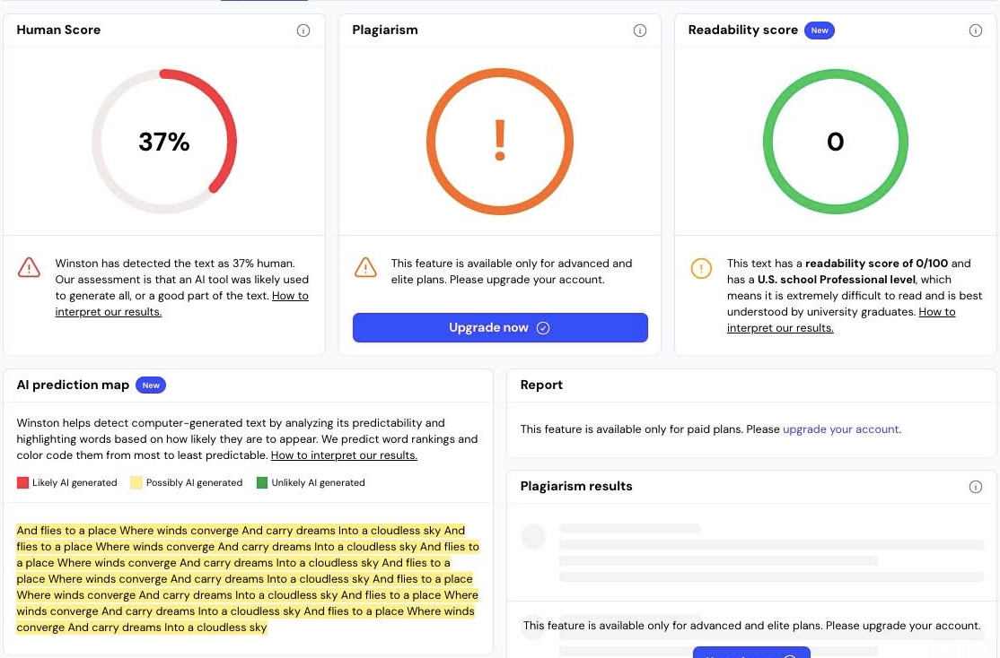 Human Score
37%
Winston has detected the text as 37% human.
Our assessment is that an AI tool was likely used
to generate all, or a good part of the text. How to
interpret our results.
Plagiarism
!
This feature is available only for advanced and
elite plans. Please upgrade your account.
Upgrade now
Readability score New
0
This text has a readability score of 0/100 and
has a U.S. school Professional level, which
means it is extremely difficult to read and is best
understood by university graduates. How to
interpret our results.
AI prediction map New
Winston helps detect computer-generated text by analyzing its predictability and
highlighting words based on how likely they are to appear. We predict word rankings and
color code them from most to least predictable. How to interpret our results.
Likely AI generated Possibly AI generated Unlikely AI generated
And flies to a place Where winds converge And carry dreams Into a cloudless sky And
flies to a place Where winds converge And carry dreams Into a cloudless sky And flies to
a place Where winds converge And carry dreams Into a cloudless sky And flies to a
place Where winds converge And carry dreams Into a cloudless sky And flies to a place
Where winds converge And carry dreams Into a cloudless sky And flies to a place Where
winds converge And carry dreams Into a cloudless sky And flies to a place Where winds
converge And carry dreams Into a cloudless sky
Report
This feature is available only for paid plans. Please upgrade your account.
Plagiarism results
This feature is available only for advanced and elite plans. Please upgrade your account.